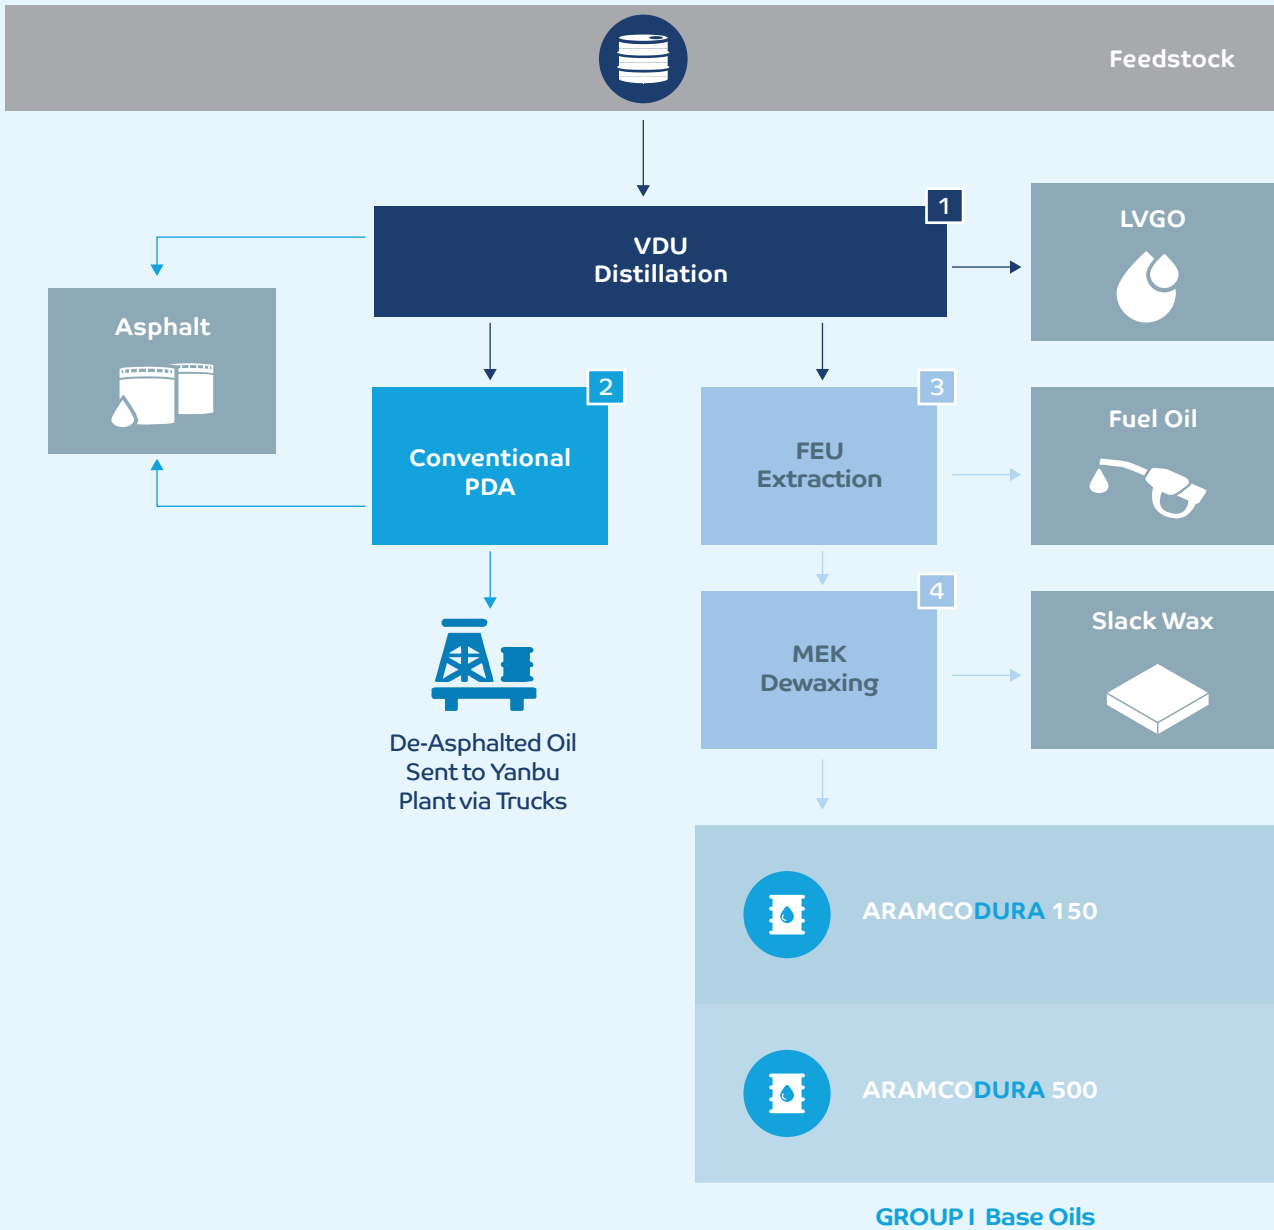 Feedstock
1
VDU
Distillation
LVGO
Asphalt
2
Conventional
PDA
3
FEU
Extraction
Fuel Oil
4
MEK
Dewaxing
Slack Wax
De-Asphalted Oil
Sent to Yanbu
Plant via Trucks
ARAMCODURA 150
ARAMCODURA 500
GROUP I Base Oils